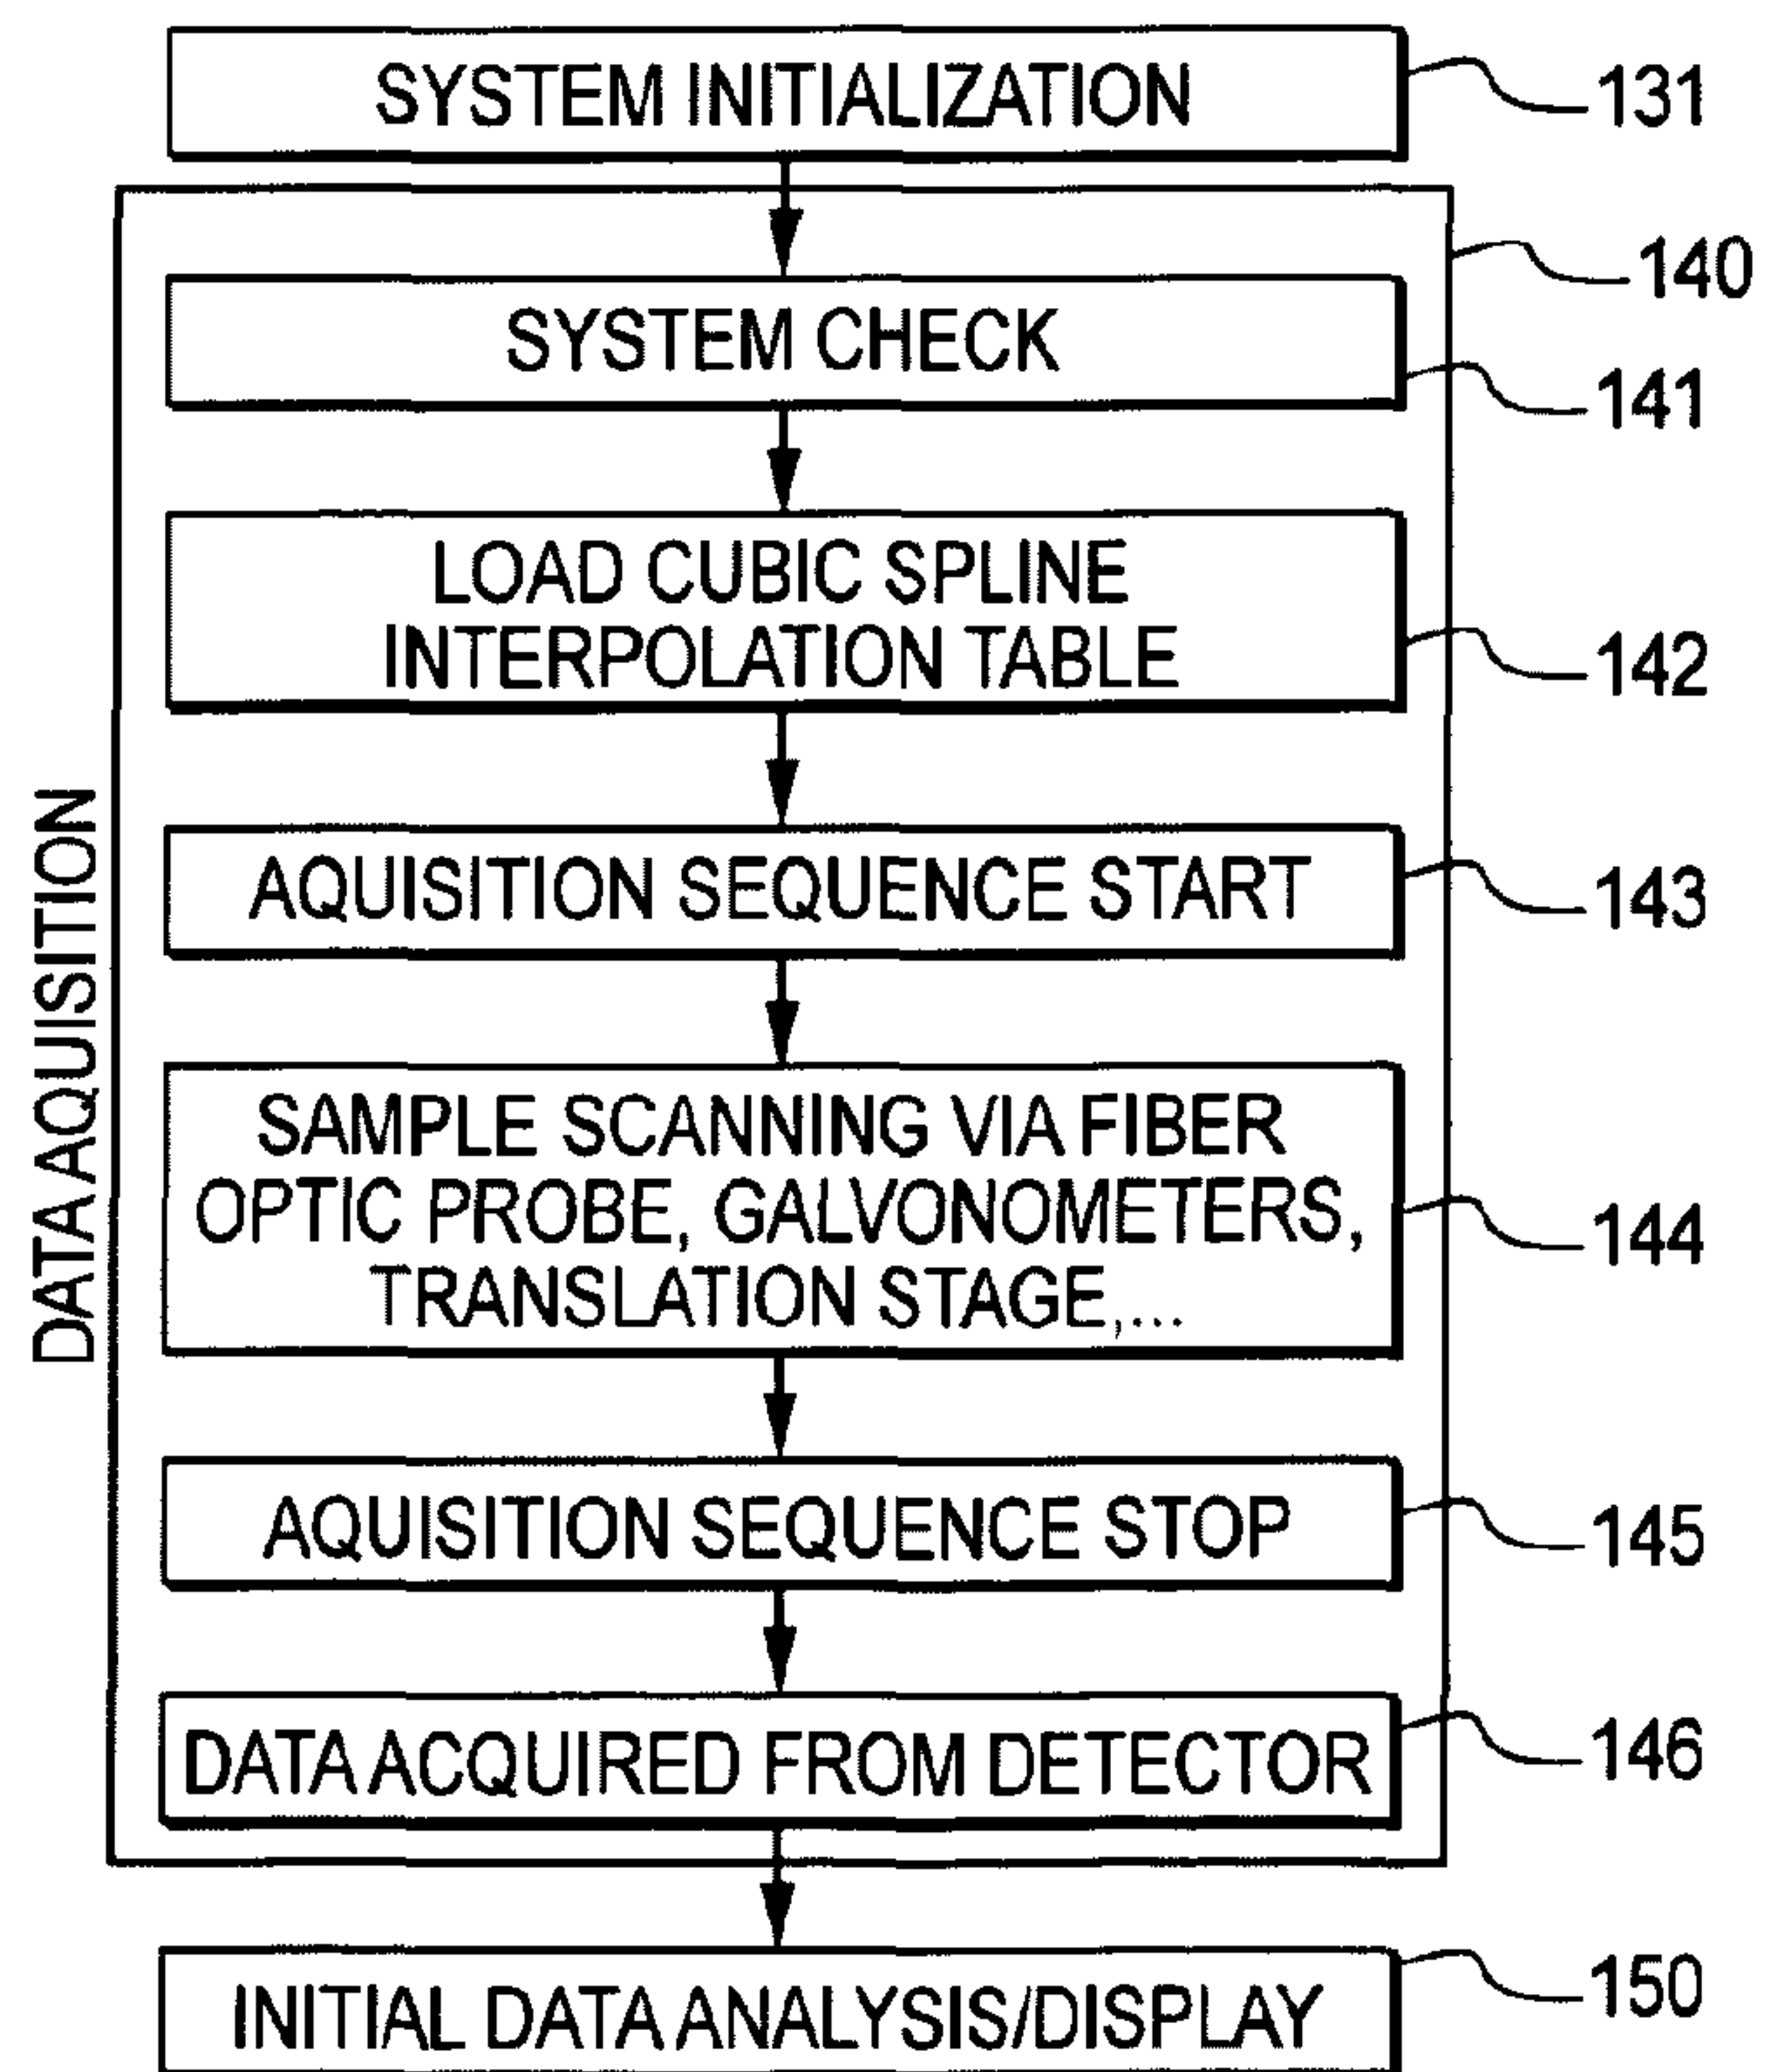 SYSTEM INITIALIZATION
131
140
SYSTEM CHECK
141
LOAD CUBIC SPLINE
INTERPOLATION TABLE
142
DATA AQUISITION
AQUISITION SEQUENCE START
143
SAMPLE SCANNING VIA FIBER
OPTIC PROBE, GALVONOMETERS,
TRANSLATION STAGE,...
144
AQUISITION SEQUENCE STOP
145
DATA ACQUIRED FROM DETECTOR
146
INITIAL DATA ANALYSIS/DISPLAY
150